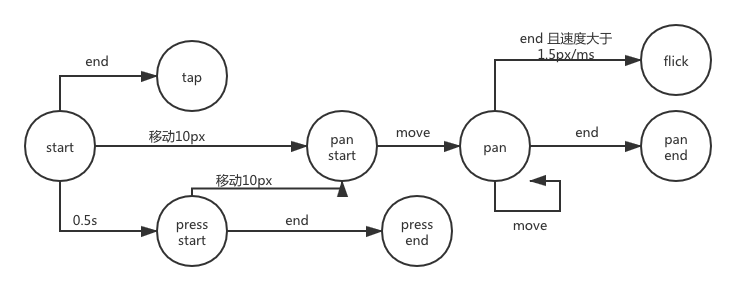 end 且速度大于
1.5px/ms
flick
end
tap
移动10px
start
pan
start
move
pan
end
pan
end
移动10px
0.5s
press
start
end
press
end
move